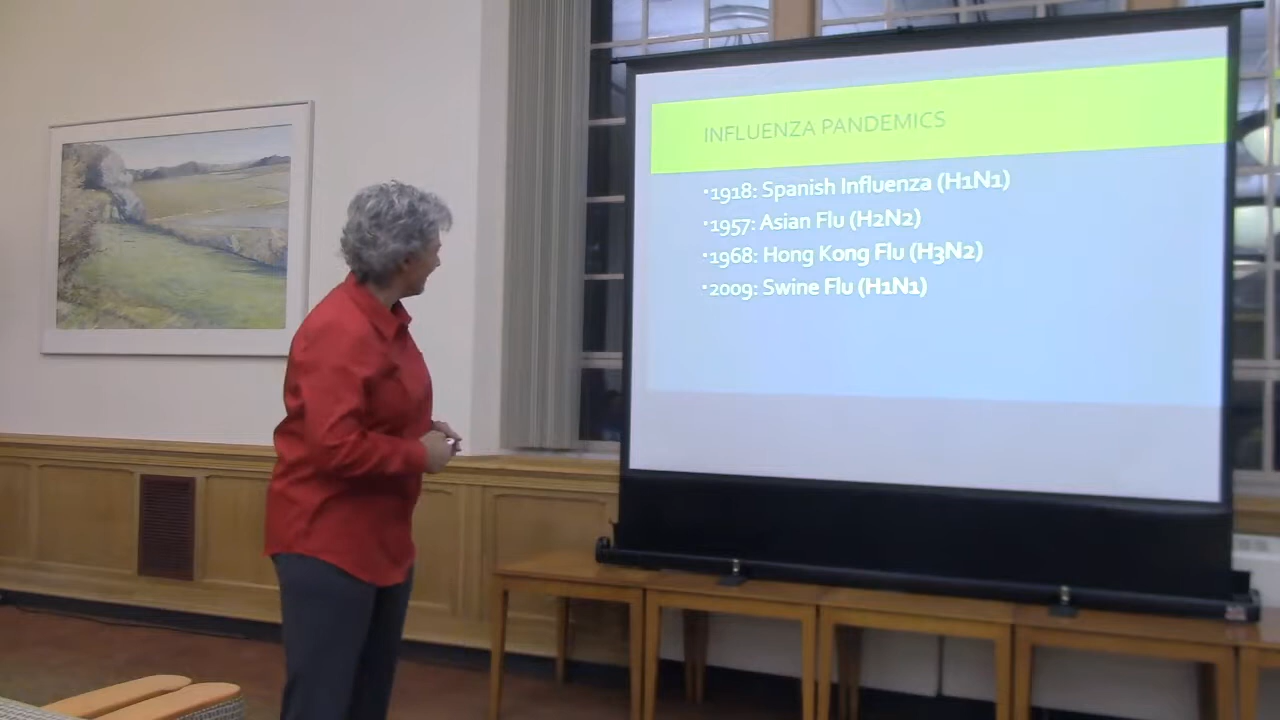 INFLUENZA PANDEMICS
▪1918: Spanish Influenza (H1N1)
▪1957: Asian Flu (H2N2)
▪1968: Hong Kong Flu (H3N2)
▪2009: Swine Flu (H1N1)